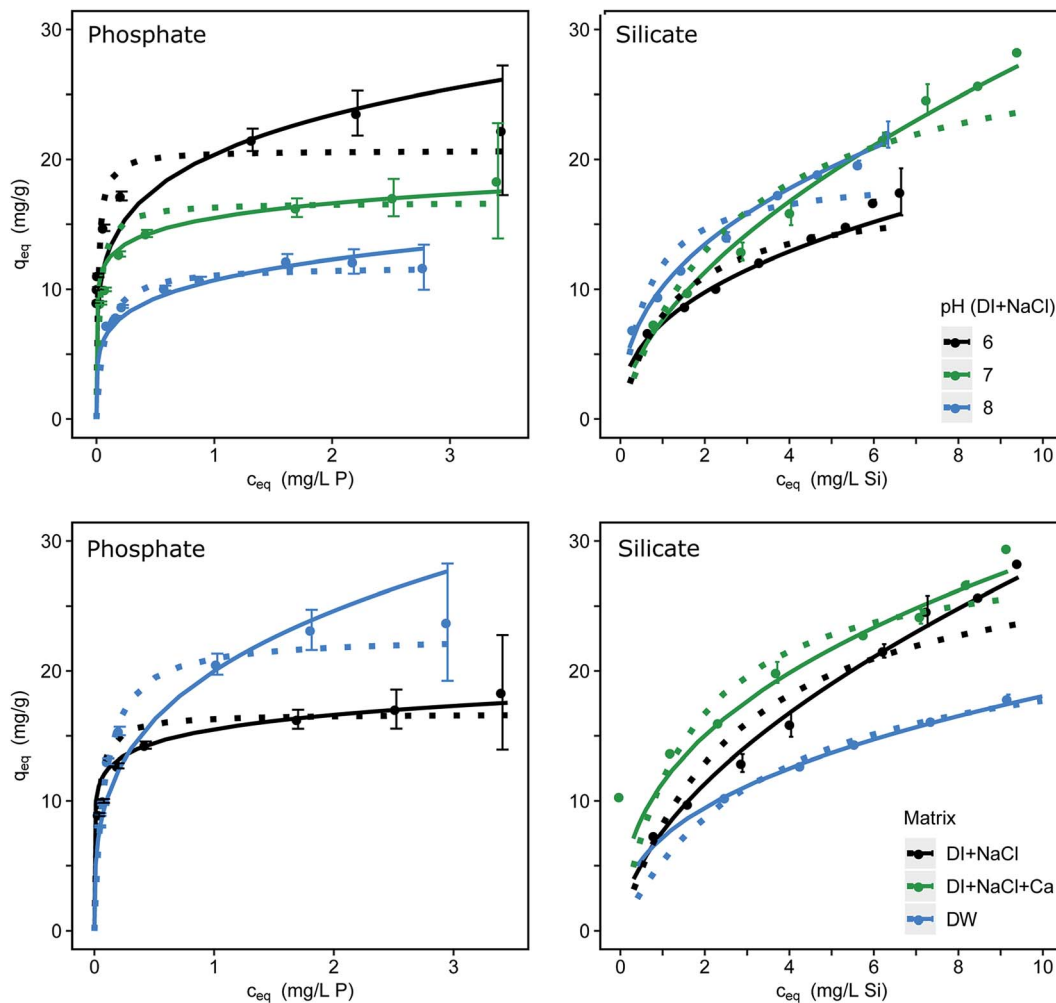 Phosphate
30
20
10
0
q_eq (mg/g)
0 1 2 3
c_eq (mg/L P)
Silicate
30
20
10
0
pH (DI+NaCl)
6
7
8
0 2 4 6 8 10
c_eq (mg/L Si)
Phosphate
30
20
10
0
q_eq (mg/g)
0 1 2 3
c_eq (mg/L P)
Silicate
30
20
10
0
Matrix
DI+NaCl
DI+NaCl+Ca
DW
0 2 4 6 8 10
c_eq (mg/L Si)